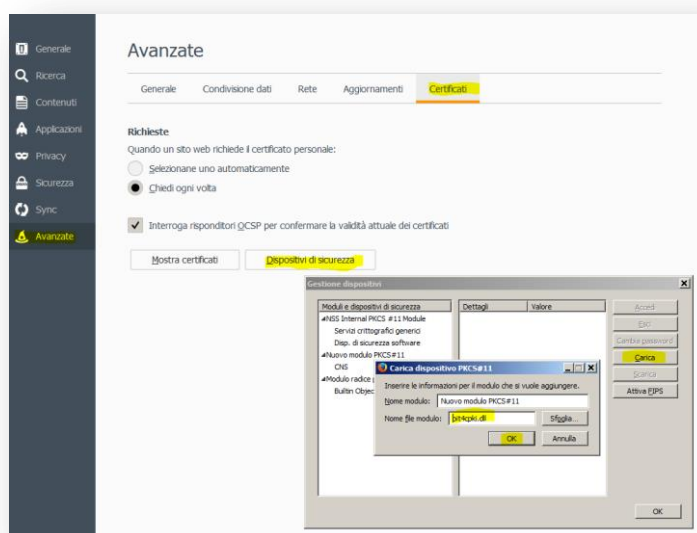 Generale
Ricerca
Contenuti
Applicazioni
Privacy
Sicurezza
Sync
Avanzate
Avanzate
Generale Condivisione dati Rete Aggiornamenti Certificati
Richieste
Quando un sito web richiede il certificato personale:
Selezionane uno automaticamente
Chiedi ogni volta
Interroga risponditori OCSP per confermare la validità attuale dei certificati
Mostra certificati Dispositivi di sicurezza
Gestione dispositivi
Moduli e dispositivi di sicurezza Dettagli Valore
NSS Internal PKCS #11 Module
Servizi crittografici generici
Disp. di sicurezza software
Nuovo modulo PKCS#11
CNS
Modulo radice
Builtin Objec
Accedi
Esci
Cambia password
Carica
Scarica
Attiva FIPS
Carica dispositivo PKCS#11
Inserire le informazioni per il modulo che si vuole aggiungere.
Nome modulo: Nuovo modulo PKCS#11
Nome file modulo: bit4cpki.dll Sfoglia...
OK Annulla
OK